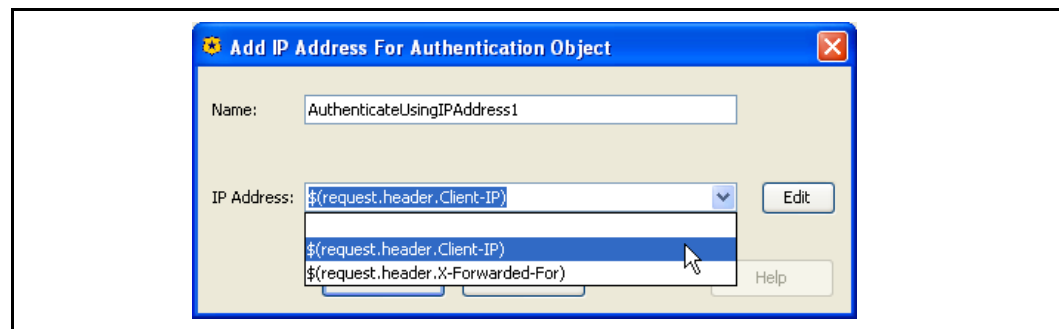 Add IP Address For Authentication Object
Name: AuthenticateUsingIPAddress1
IP Address: $(request.header.Client-IP) Edit
$(request.header.Client-IP)
$(request.header.X-Forwarded-For)
Help